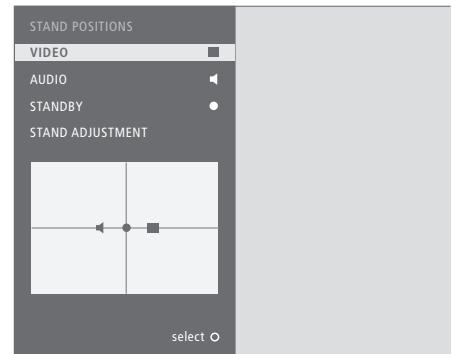 STAND POSITIONS
VIDEO
AUDIO
STANDBY
STAND ADJUSTMENT
select